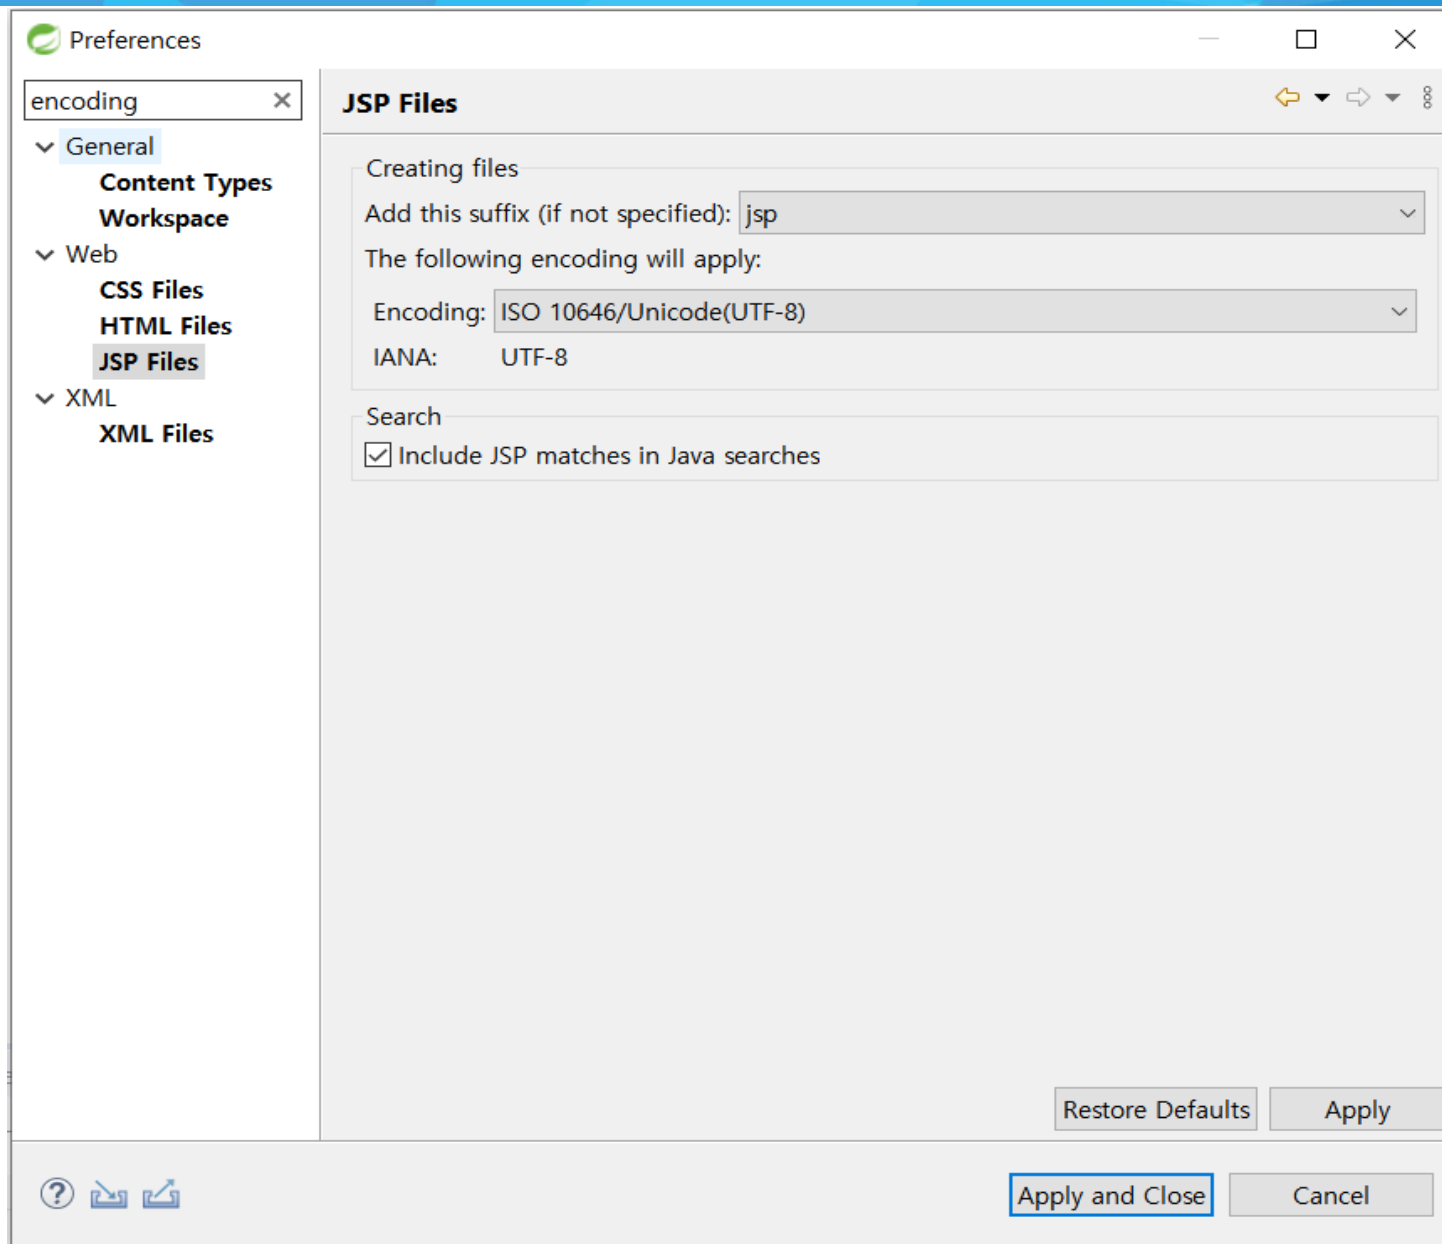 Preferences
encoding
General
Content Types
Workspace
Web
CSS Files
HTML Files
JSP Files
XML
XML Files
JSP Files
Creating files
Add this suffix (if not specified): jsp
The following encoding will apply:
Encoding: ISO 10646/Unicode(UTF-8)
IANA: UTF-8
Search
Include JSP matches in Java searches
Restore Defaults Apply
Apply and Close Cancel